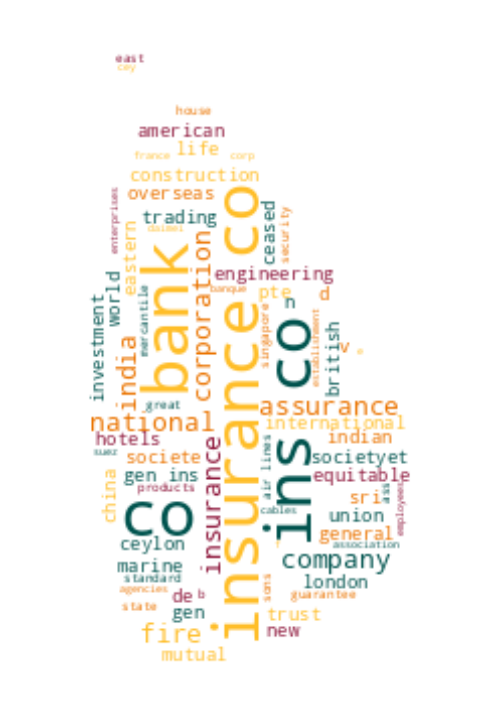 east
cey
house
american
life
france
corp
construction
overseas
enterprises
trading
daimei
ceased
security
eastern
insurance co
bank
corporation
engineering
banque
pte
d
n
world
investment
mercantile
singapore
establishment
ins co
british
v
e
india
great
assurance
national
international
hotels
indian
suez
societe
societyet
gen ins
equitable
insurance
air lines
china
products
sri
ass
employees
co
cables
union
general
ceylon
association
marine
company
standard
london
agencies
de
b
sons
guarantee
state
gen
trust
fire
new
mutual